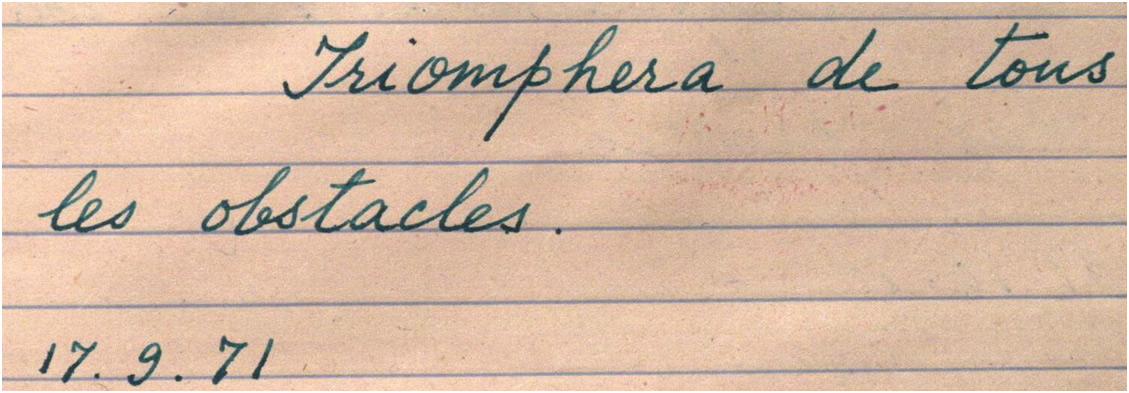 Triomphera de tous
les obstacles.
17.9.71